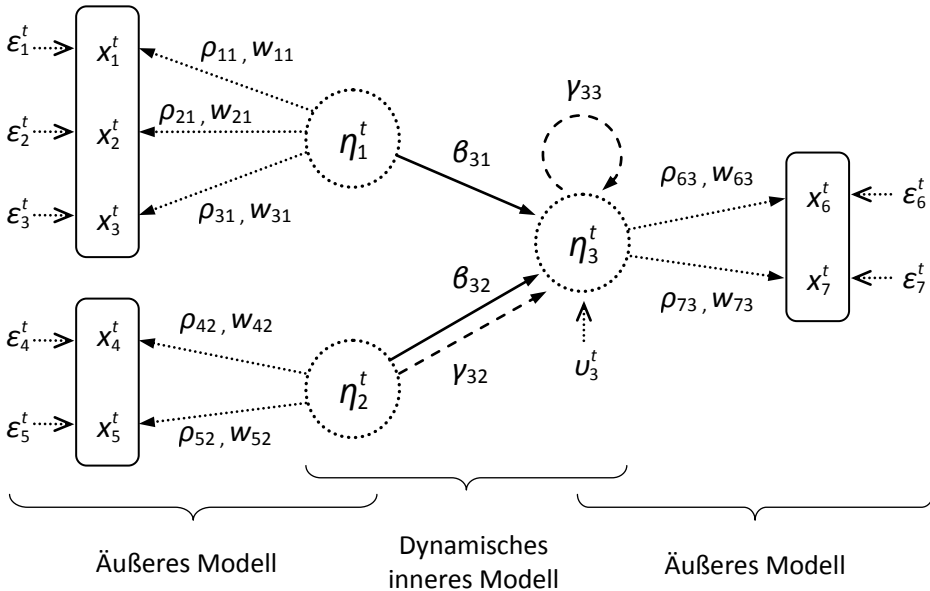 ε₁ᵗ
x₁ᵗ
ρ₁₁, w₁₁
ε₂ᵗ
x₂ᵗ
ρ₂₁, w₂₁
η₁ᵗ
ε₃ᵗ
x₃ᵗ
ρ₃₁, w₃₁
β₃₁
γ₃₃
ρ₆₃, w₆₃
x₆ᵗ
ε₆ᵗ
η₃ᵗ
x₇ᵗ
ε₇ᵗ
ρ₇₃, w₇₃
ε₄ᵗ
x₄ᵗ
ρ₄₂, w₄₂
β₃₂
γ₃₂
υ₃ᵗ
η₂ᵗ
ε₅ᵗ
x₅ᵗ
ρ₅₂, w₅₂
Äußeres Modell
Dynamisches
inneres Modell
Äußeres Modell